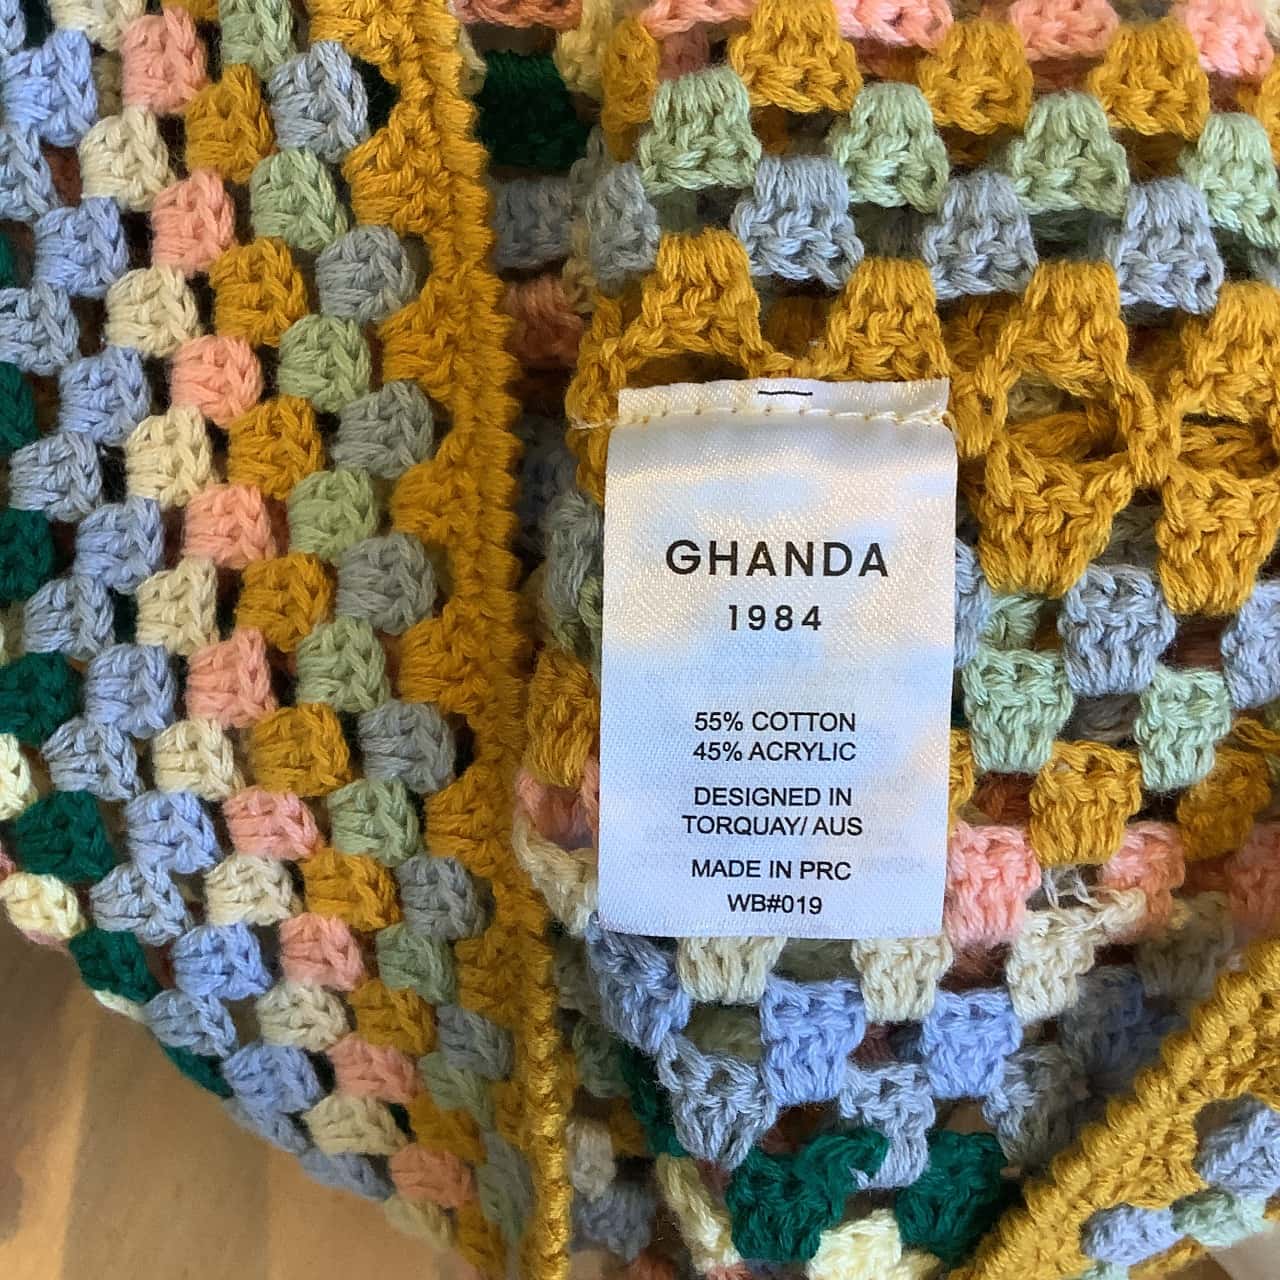 GHANDA
1984
55% COTTON
45% ACRYLIC
DESIGNED IN
TORQUAY/ AUS
MADE IN PRC
WB#019